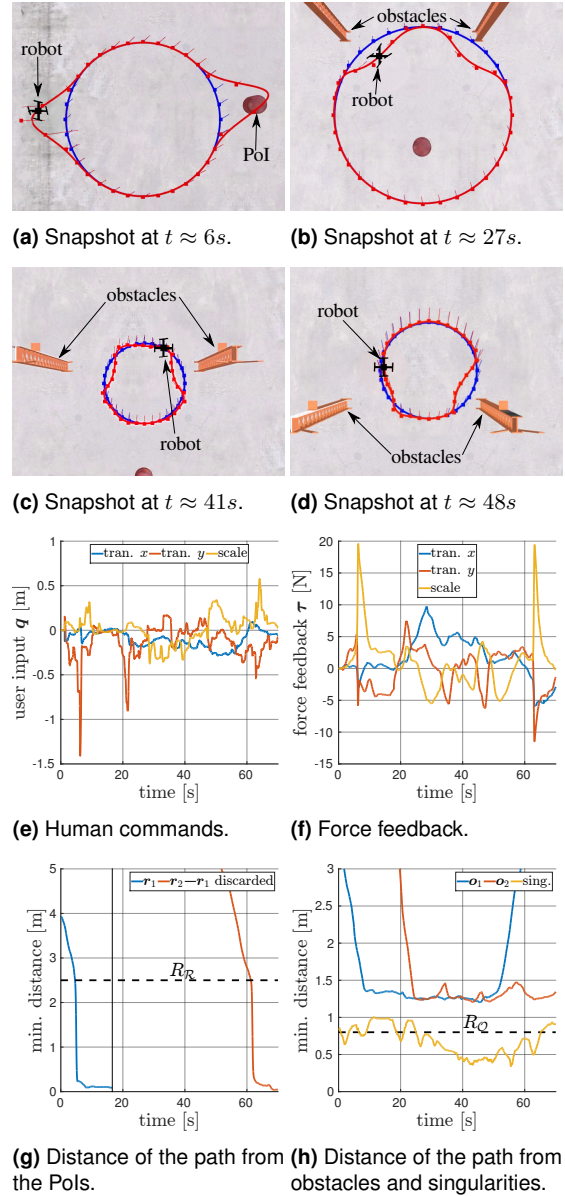 robot
PoI
obstacles
robot
(a) Snapshot at t ≈ 6s.
(b) Snapshot at t ≈ 27s.
obstacles
robot
robot
obstacles
(c) Snapshot at t ≈ 41s.
(d) Snapshot at t ≈ 48s
tran. x tran. y scale
user input q [m]
1
0.5
0
-0.5
-1
-1.5
0 20 40 60
time [s]
tran. x
tran. y
scale
force feedback τ [N]
20
15
10
5
0
-5
-10
-15
0 20 40 60
time [s]
(e) Human commands.
(f) Force feedback.
r1 r2 r1 discarded
min. distance [m]
5
4
3
2
1
0
R_R
0 20 40 60
time [s]
o1 o2 sing.
min. distance [m]
3
2.5
2
1.5
1
0.5
0
R_O
0 20 40 60
time [s]
(g) Distance of the path from
the PoIs.
(h) Distance of the path from
obstacles and singularities.